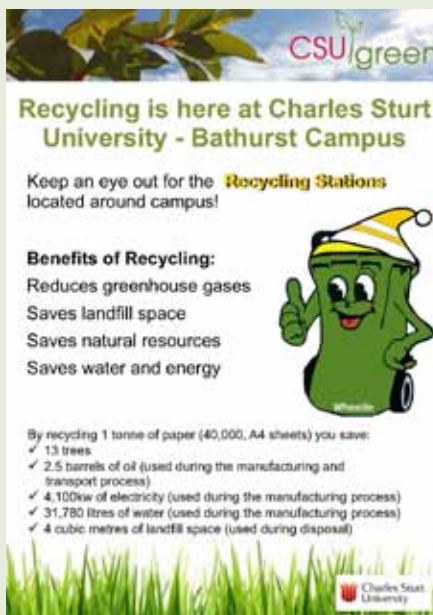 CSU green
Recycling is here at Charles Sturt
University - Bathurst Campus
Keep an eye out for the Recycling Stations
located around campus!
Benefits of Recycling:
Reduces greenhouse gases
Saves landfill space
Saves natural resources
Saves water and energy
Wheelie
By recycling 1 tonne of paper (40,000, A4 sheets) you save:
✓ 13 trees
✓ 2.5 barrels of oil (used during the manufacturing and
transport process)
✓ 4,100kw of electricity (used during the manufacturing process)
✓ 31,780 litres of water (used during the manufacturing process)
✓ 4 cubic metres of landfill space (used during disposal)
Charles Sturt
University